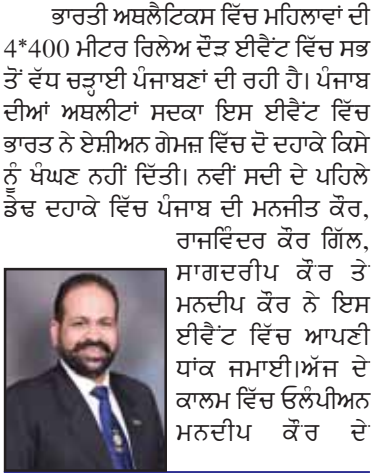 ਭਾਰਤੀ ਅਥਲੈਟਿਕਸ ਵਿੱਚ ਮਹਿਲਾਵਾਂ ਦੀ
4*400 ਮੀਟਰ ਰਿਲੇਅ ਦੌੜ ਈਵੈਂਟ ਵਿੱਚ ਸਭ
ਤੋਂ ਵੱਧ ਚੜ੍ਹਾਈ ਪੰਜਾਬਣਾਂ ਦੀ ਰਹੀ ਹੈ। ਪੰਜਾਬ
ਦੀਆਂ ਅਥਲੀਟਾਂ ਸਦਕਾ ਇਸ ਈਵੈਂਟ ਵਿੱਚ
ਭਾਰਤ ਨੇ ਏਸ਼ੀਅਨ ਗੇਮਜ਼ ਵਿੱਚ ਦੋ ਦਹਾਕੇ ਕਿਸੇ
ਨੂੰ ਖੰਘਣ ਨਹੀਂ ਦਿੱਤੀ। ਨਵੀਂ ਸਦੀ ਦੇ ਪਹਿਲੇ
ਡੇਢ ਦਹਾਕੇ ਵਿੱਚ ਪੰਜਾਬ ਦੀ ਮਨਜੀਤ ਕੌਰ,
ਰਾਜਵਿੰਦਰ ਕੌਰ ਗਿੱਲ,
ਸਾਗਦਰੀਪ ਕੌਰ ਤੇ
ਮਨਦੀਪ ਕੌਰ ਨੇ ਇਸ
ਈਵੈਂਟ ਵਿੱਚ ਆਪਣੀ
ਧਾਂਕ ਜਮਾਈ।ਅੱਜ ਦੇ
ਕਾਲਮ ਵਿੱਚ ਓਲੰਪੀਅਨ
ਮਨਦੀਪ ਕੌਰ ਦੇ